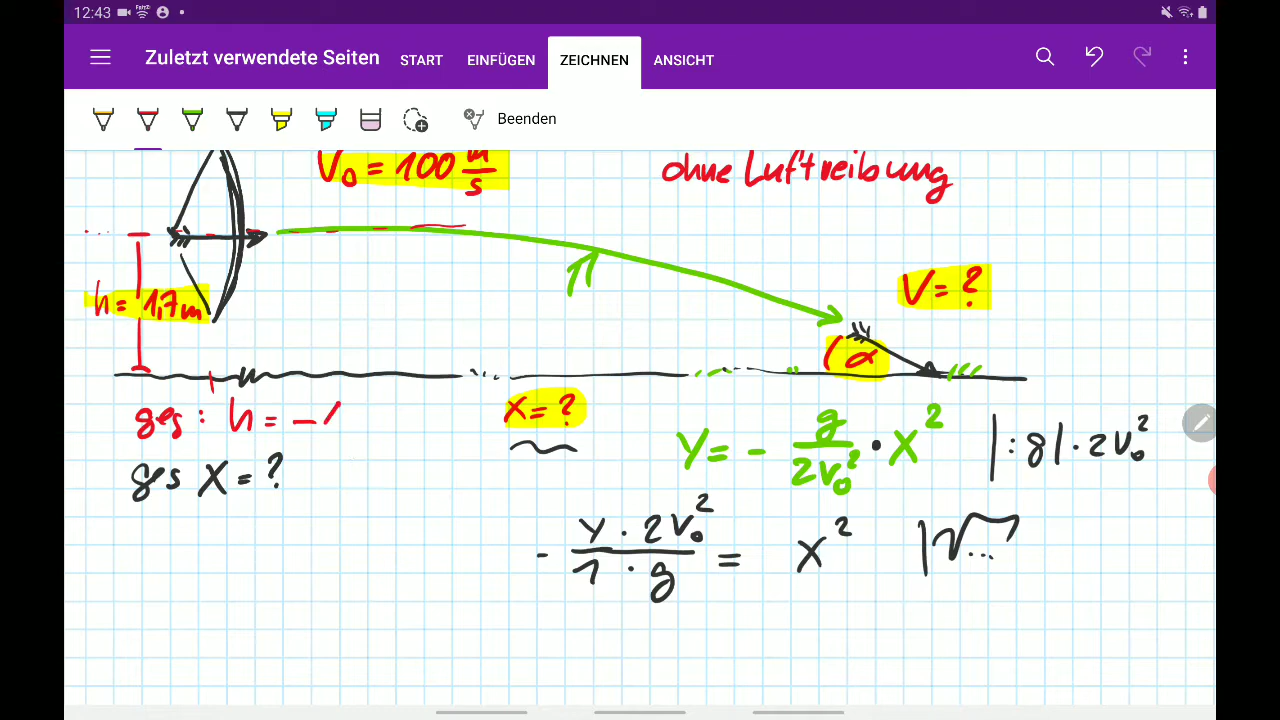 12:43
Zuletzt verwendete Seiten START EINFÜGEN ZEICHNEN ANSICHT
Beenden
V₀ = 100 m/s
ohne Luftreibung
h = 1,7m
V = ?
α
x = ?
ges : h = - 1
y = - g/(2v₀²) · x² | : g | · 2v₀²
ges x = ?
- (y · 2v₀²)/(1 · g) = x² | √...